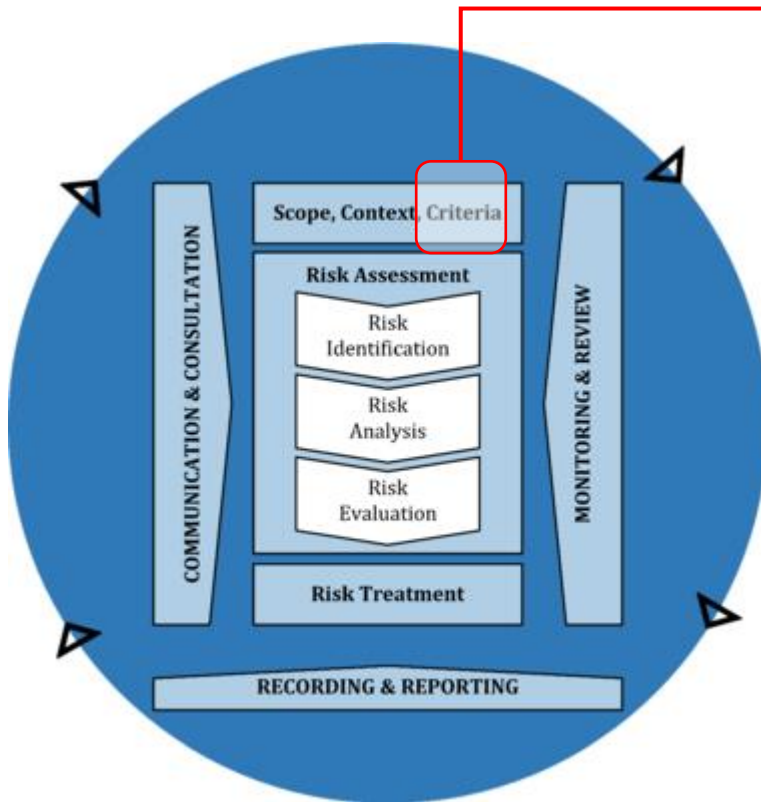 Scope, Context, Criteria
Risk Assessment
Risk
Identification
Risk
Analysis
Risk
Evaluation
Risk Treatment
COMMUNICATION & CONSULTATION
MONITORING & REVIEW
RECORDING & REPORTING